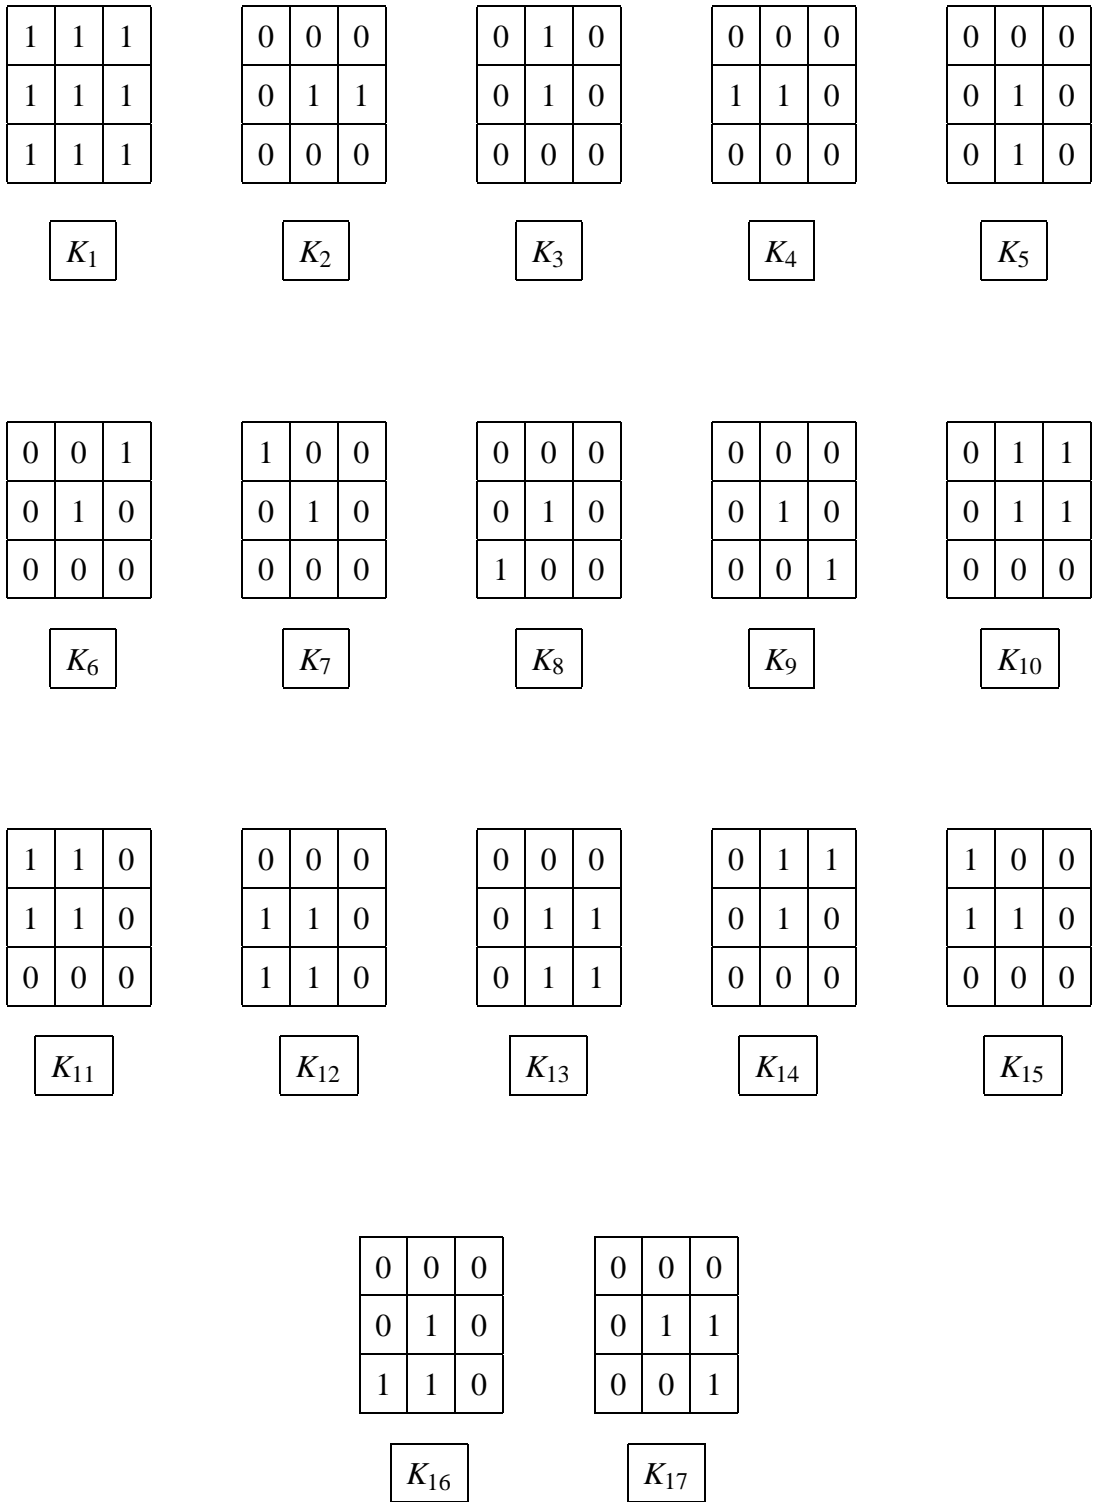 1 1 1 0 0 0 0 1 0 0 0 0 0 0 0
1 1 1 0 1 1 0 1 0 1 1 0 0 1 0
1 1 1 0 0 0 0 0 0 0 0 0 0 1 0
K1 K2 K3 K4 K5
0 0 1 1 0 0 0 0 0 0 0 0 0 1 1
0 1 0 0 1 0 0 1 0 0 1 0 0 1 1
0 0 0 0 0 0 1 0 0 0 0 1 0 0 0
K6 K7 K8 K9 K10
1 1 0 0 0 0 0 0 0 0 1 1 1 0 0
1 1 0 1 1 0 0 1 1 0 1 0 1 1 0
0 0 0 1 1 0 0 1 1 0 0 0 0 0 0
K11 K12 K13 K14 K15
0 0 0 0 0 0
0 1 0 0 1 1
1 1 0 0 0 1
K16 K17